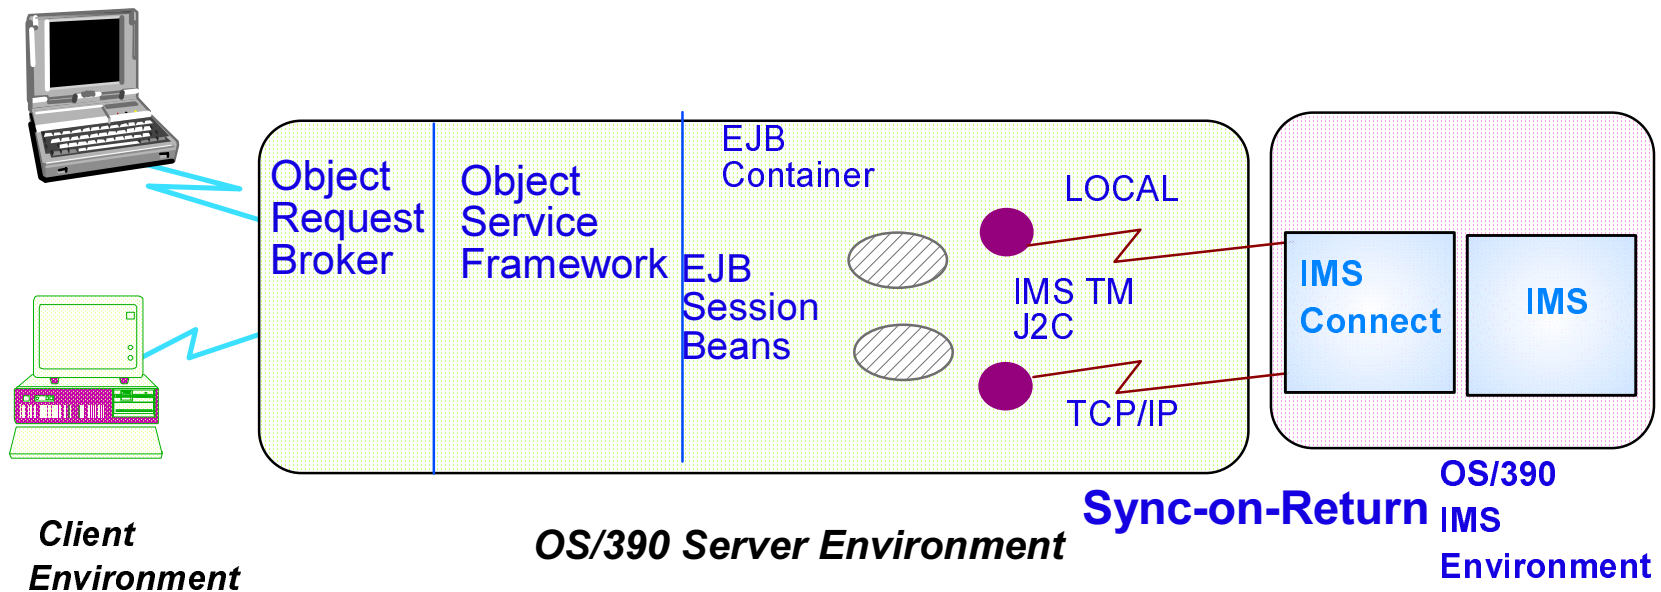 Object
Request
Broker
Object
Service
Framework
EJB
Container
EJB
Session
Beans
LOCAL
IMS TM
J2C
TCP/IP
IMS
Connect
IMS
Client
Environment
OS/390 Server Environment
Sync-on-Return
OS/390
IMS
Environment